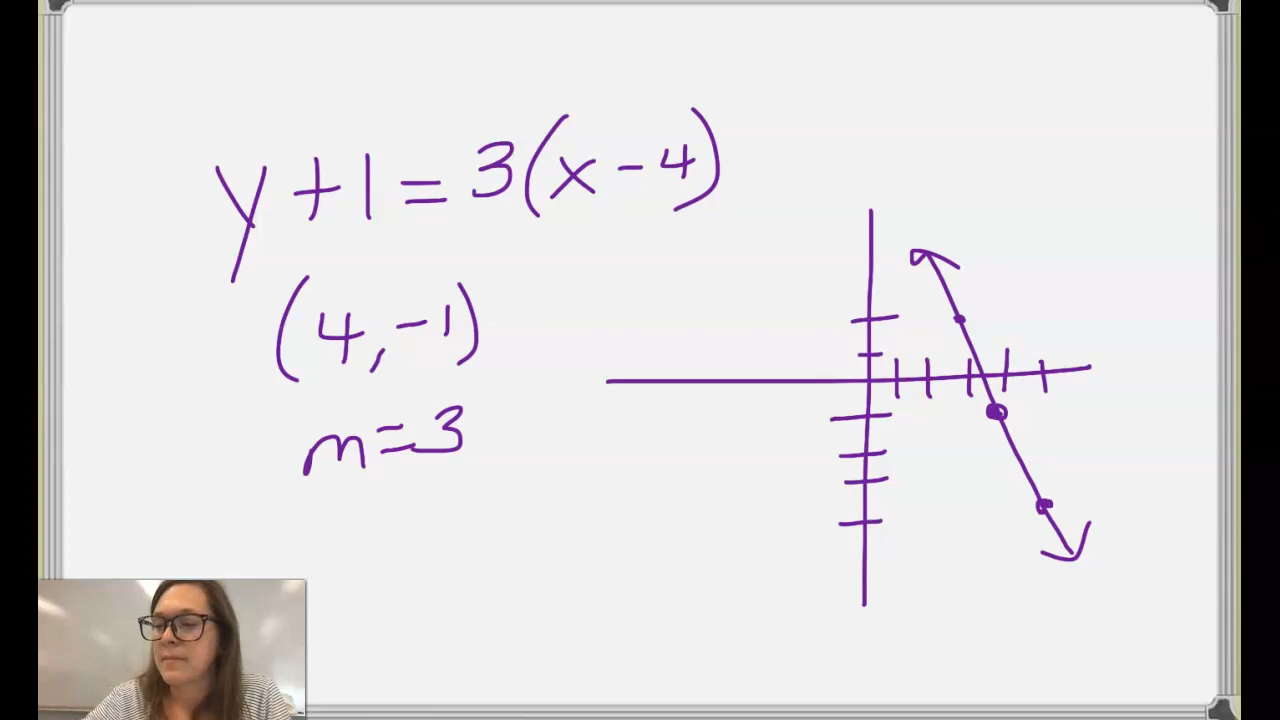 y + 1 = 3(x - 4)
(4, -1)
m = 3